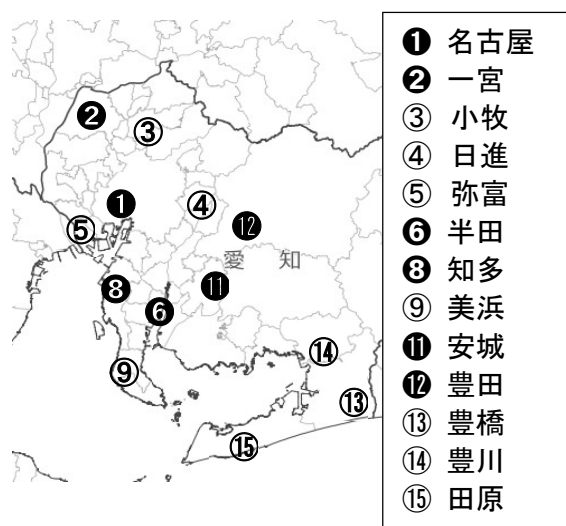 ❷
③
❶
④
⑤
⓬
愛 知
❽
⓫
❻
⑨
⑭
⑬
⑮
❶ 名古屋
❷ 一宮
③ 小牧
④ 日進
⑤ 弥富
❻ 半田
❽ 知多
⑨ 美浜
⓫ 安城
⓬ 豊田
⑬ 豊橋
⑭ 豊川
⑮ 田原